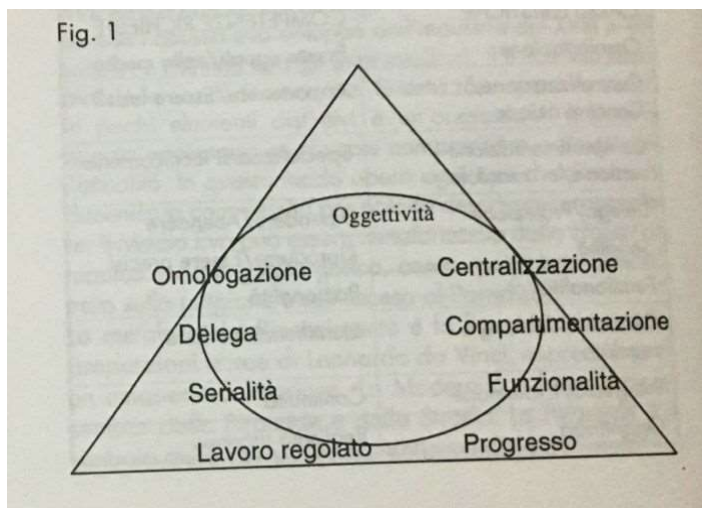 Fig. 1
Oggettività
Omologazione
Centralizzazione
Delega
Compartimentazione
Serialità
Funzionalità
Lavoro regolato
Progresso